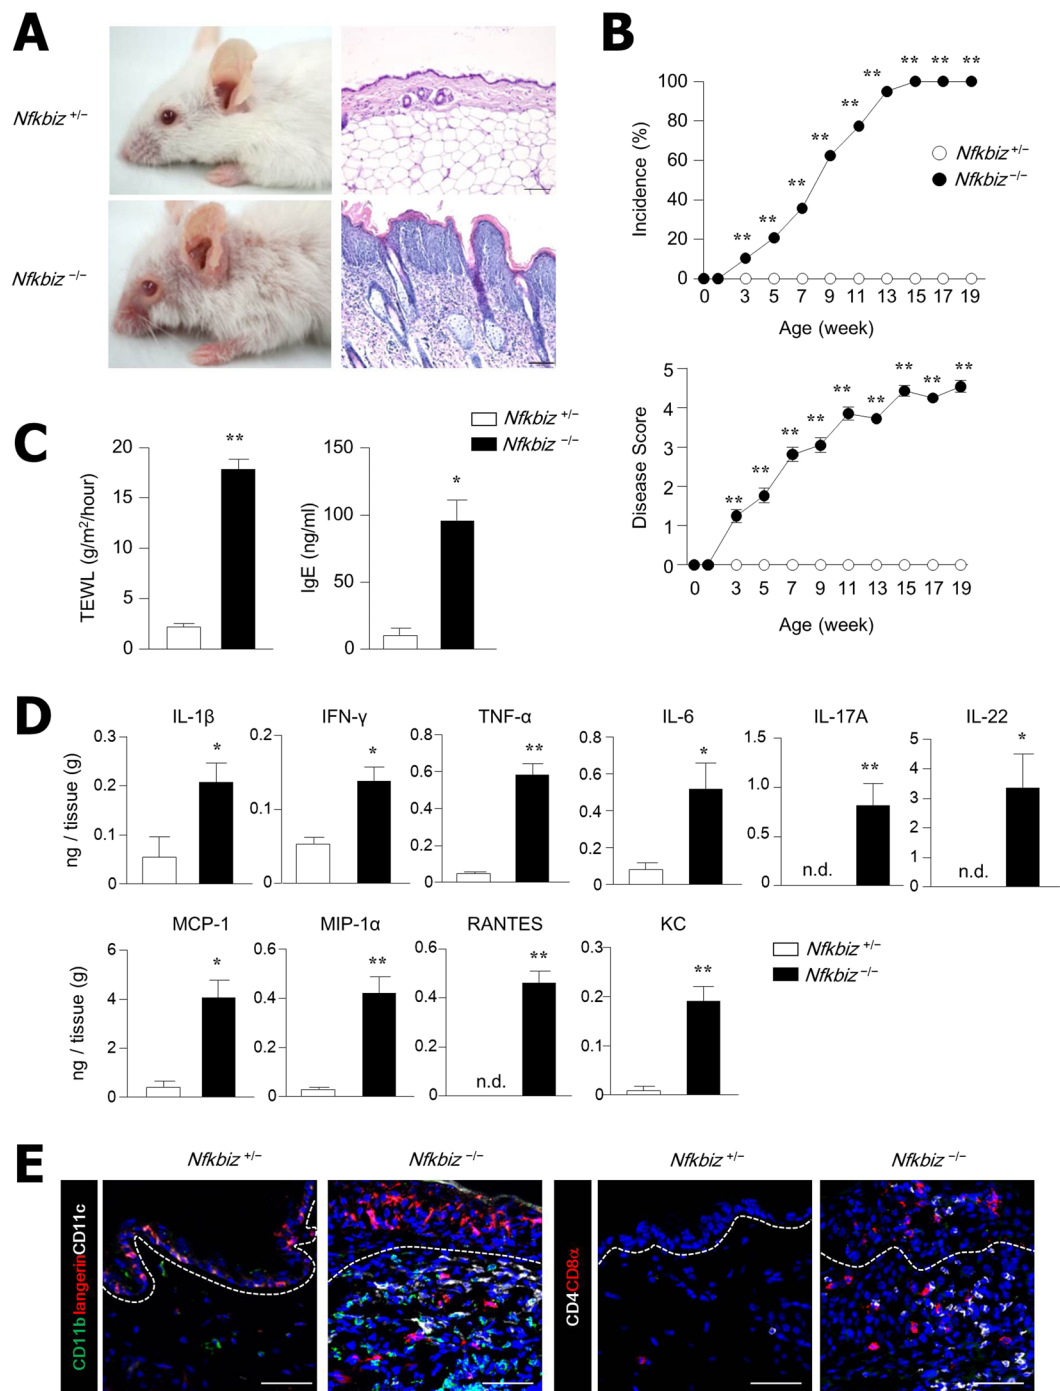 A
Nfkbiz +/−
Nfkbiz −/−
B
Incidence (%)
100
80
60
40
20
0
** ** ** ** ** ** ** ** **
0 3 5 7 9 11 13 15 17 19
Age (week)
Nfkbiz +/−
Nfkbiz −/−
Disease Score
5
4
3
2
1
0
** ** ** ** ** ** ** ** **
0 3 5 7 9 11 13 15 17 19
Age (week)
C
Nfkbiz +/−
Nfkbiz −/−
TEWL (g/m²/hour)
20
15
10
5
0
**
IgE (ng/ml)
150
100
50
0
*
D
IL-1β IFN-γ TNF-α IL-6 IL-17A IL-22
ng / tissue (g)
0.3
0.2
0.1
0
*
0.2
0.1
0
*
0.8
0.6
0.4
0.2
0
**
0.8
0.6
0.4
0.2
0
*
1.5
1.0
0.5
0
n.d.
**
5
4
3
2
1
0
n.d.
*
MCP-1 MIP-1α RANTES KC
ng / tissue (g)
6
4
2
0
*
0.6
0.4
0.2
0
**
0.6
0.4
0.2
0
n.d.
**
0.3
0.2
0.1
0
**
Nfkbiz +/−
Nfkbiz −/−
E
Nfkbiz +/− Nfkbiz −/− Nfkbiz +/− Nfkbiz −/−
CD11blangerinCD11c
CD4CD8α